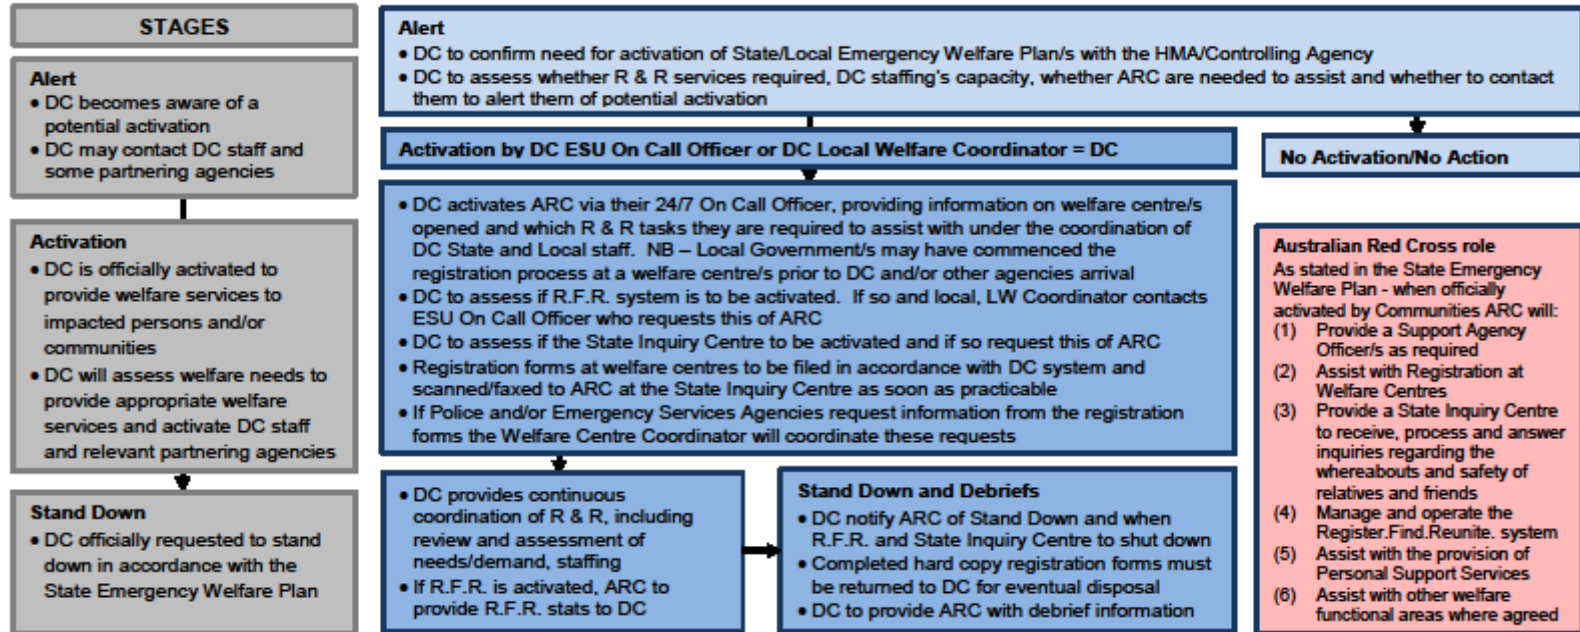 STAGES
Alert
• DC becomes aware of a
potential activation
• DC may contact DC staff and
some partnering agencies
Activation
• DC is officially activated to
provide welfare services to
impacted persons and/or
communities
• DC will assess welfare needs to
provide appropriate welfare
services and activate DC staff
and relevant partnering agencies
Stand Down
• DC officially requested to stand
down in accordance with the
State Emergency Welfare Plan
Alert
• DC to confirm need for activation of State/Local Emergency Welfare Plan/s with the HMA/Controlling Agency
• DC to assess whether R & R services required, DC staffing's capacity, whether ARC are needed to assist and whether to contact
them to alert them of potential activation
Activation by DC ESU On Call Officer or DC Local Welfare Coordinator = DC
No Activation/No Action
• DC activates ARC via their 24/7 On Call Officer, providing information on welfare centre/s
opened and which R & R tasks they are required to assist with under the coordination of
DC State and Local staff. NB – Local Government/s may have commenced the
registration process at a welfare centre/s prior to DC and/or other agencies arrival
• DC to assess if R.F.R. system is to be activated. If so and local, LW Coordinator contacts
ESU On Call Officer who requests this of ARC
• DC to assess if the State Inquiry Centre to be activated and if so request this of ARC
• Registration forms at welfare centres to be filed in accordance with DC system and
scanned/faxed to ARC at the State Inquiry Centre as soon as practicable
• If Police and/or Emergency Services Agencies request information from the registration
forms the Welfare Centre Coordinator will coordinate these requests
• DC provides continuous
coordination of R & R, including
review and assessment of
needs/demand, staffing
• If R.F.R. is activated, ARC to
provide R.F.R. stats to DC
Stand Down and Debriefs
• DC notify ARC of Stand Down and when
R.F.R. and State Inquiry Centre to shut down
• Completed hard copy registration forms must
be returned to DC for eventual disposal
• DC to provide ARC with debrief information
Australian Red Cross role
As stated in the State Emergency
Welfare Plan - when officially
activated by Communities ARC will:
(1) Provide a Support Agency
Officer/s as required
(2) Assist with Registration at
Welfare Centres
(3) Provide a State Inquiry Centre
to receive, process and answer
inquiries regarding the
whereabouts and safety of
relatives and friends
(4) Manage and operate the
Register.Find.Reunite. system
(5) Assist with the provision of
Personal Support Services
(6) Assist with other welfare
functional areas where agreed